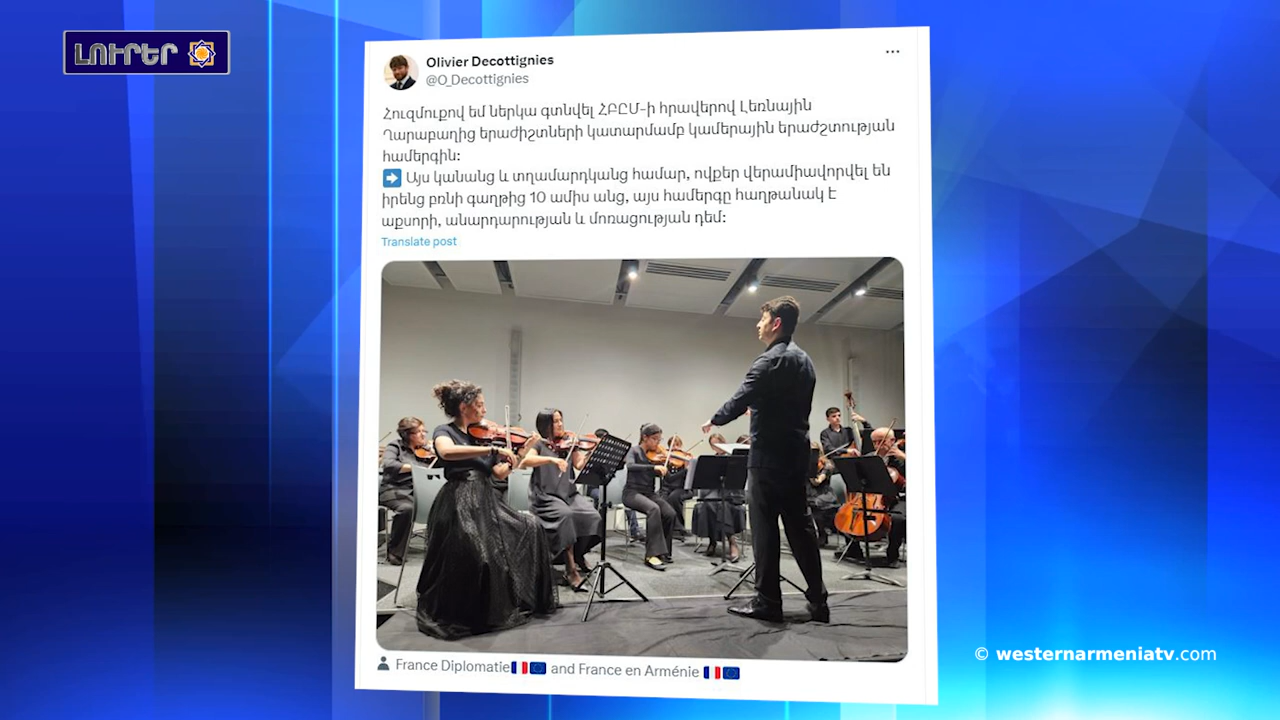 ԼՈՒՐԵՐ
Olivier Decottignies
@O_Decottignies
Հուզմունքով եմ ներկա գտնվել ՀԲԸՄ-ի հրավերով Լեռնային
Ղարաբաղից երաժիշտների կատարմամբ կամերային երաժշտության
համերգին:
➡ Այս կանանց և տղամարդկանց համար, ովքեր վերամիավորվել են
իրենց բռնի գաղթից 10 ամիս անց, այս համերգը հաղթանակ է
աքսորի, անարդարության և մոռացության դեմ:
Translate post
France Diplomatie🇫🇷🇪🇺 and France en Arménie 🇫🇷🇪🇺
© westernarmeniatv.com